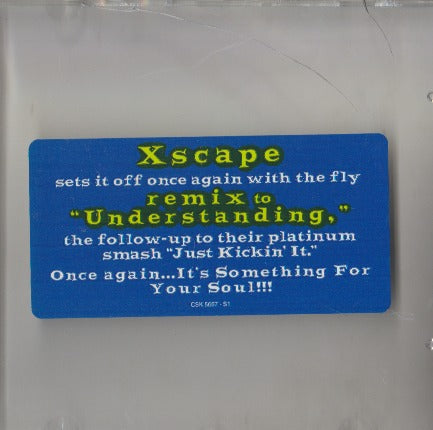 Xscape
sets it off once again with the fly
remix to
“Understanding,”
the follow-up to their platinum
smash “Just Kickin' It.”
Once again...It's Something For
Your Soul!!!
CSK 5657 - S1